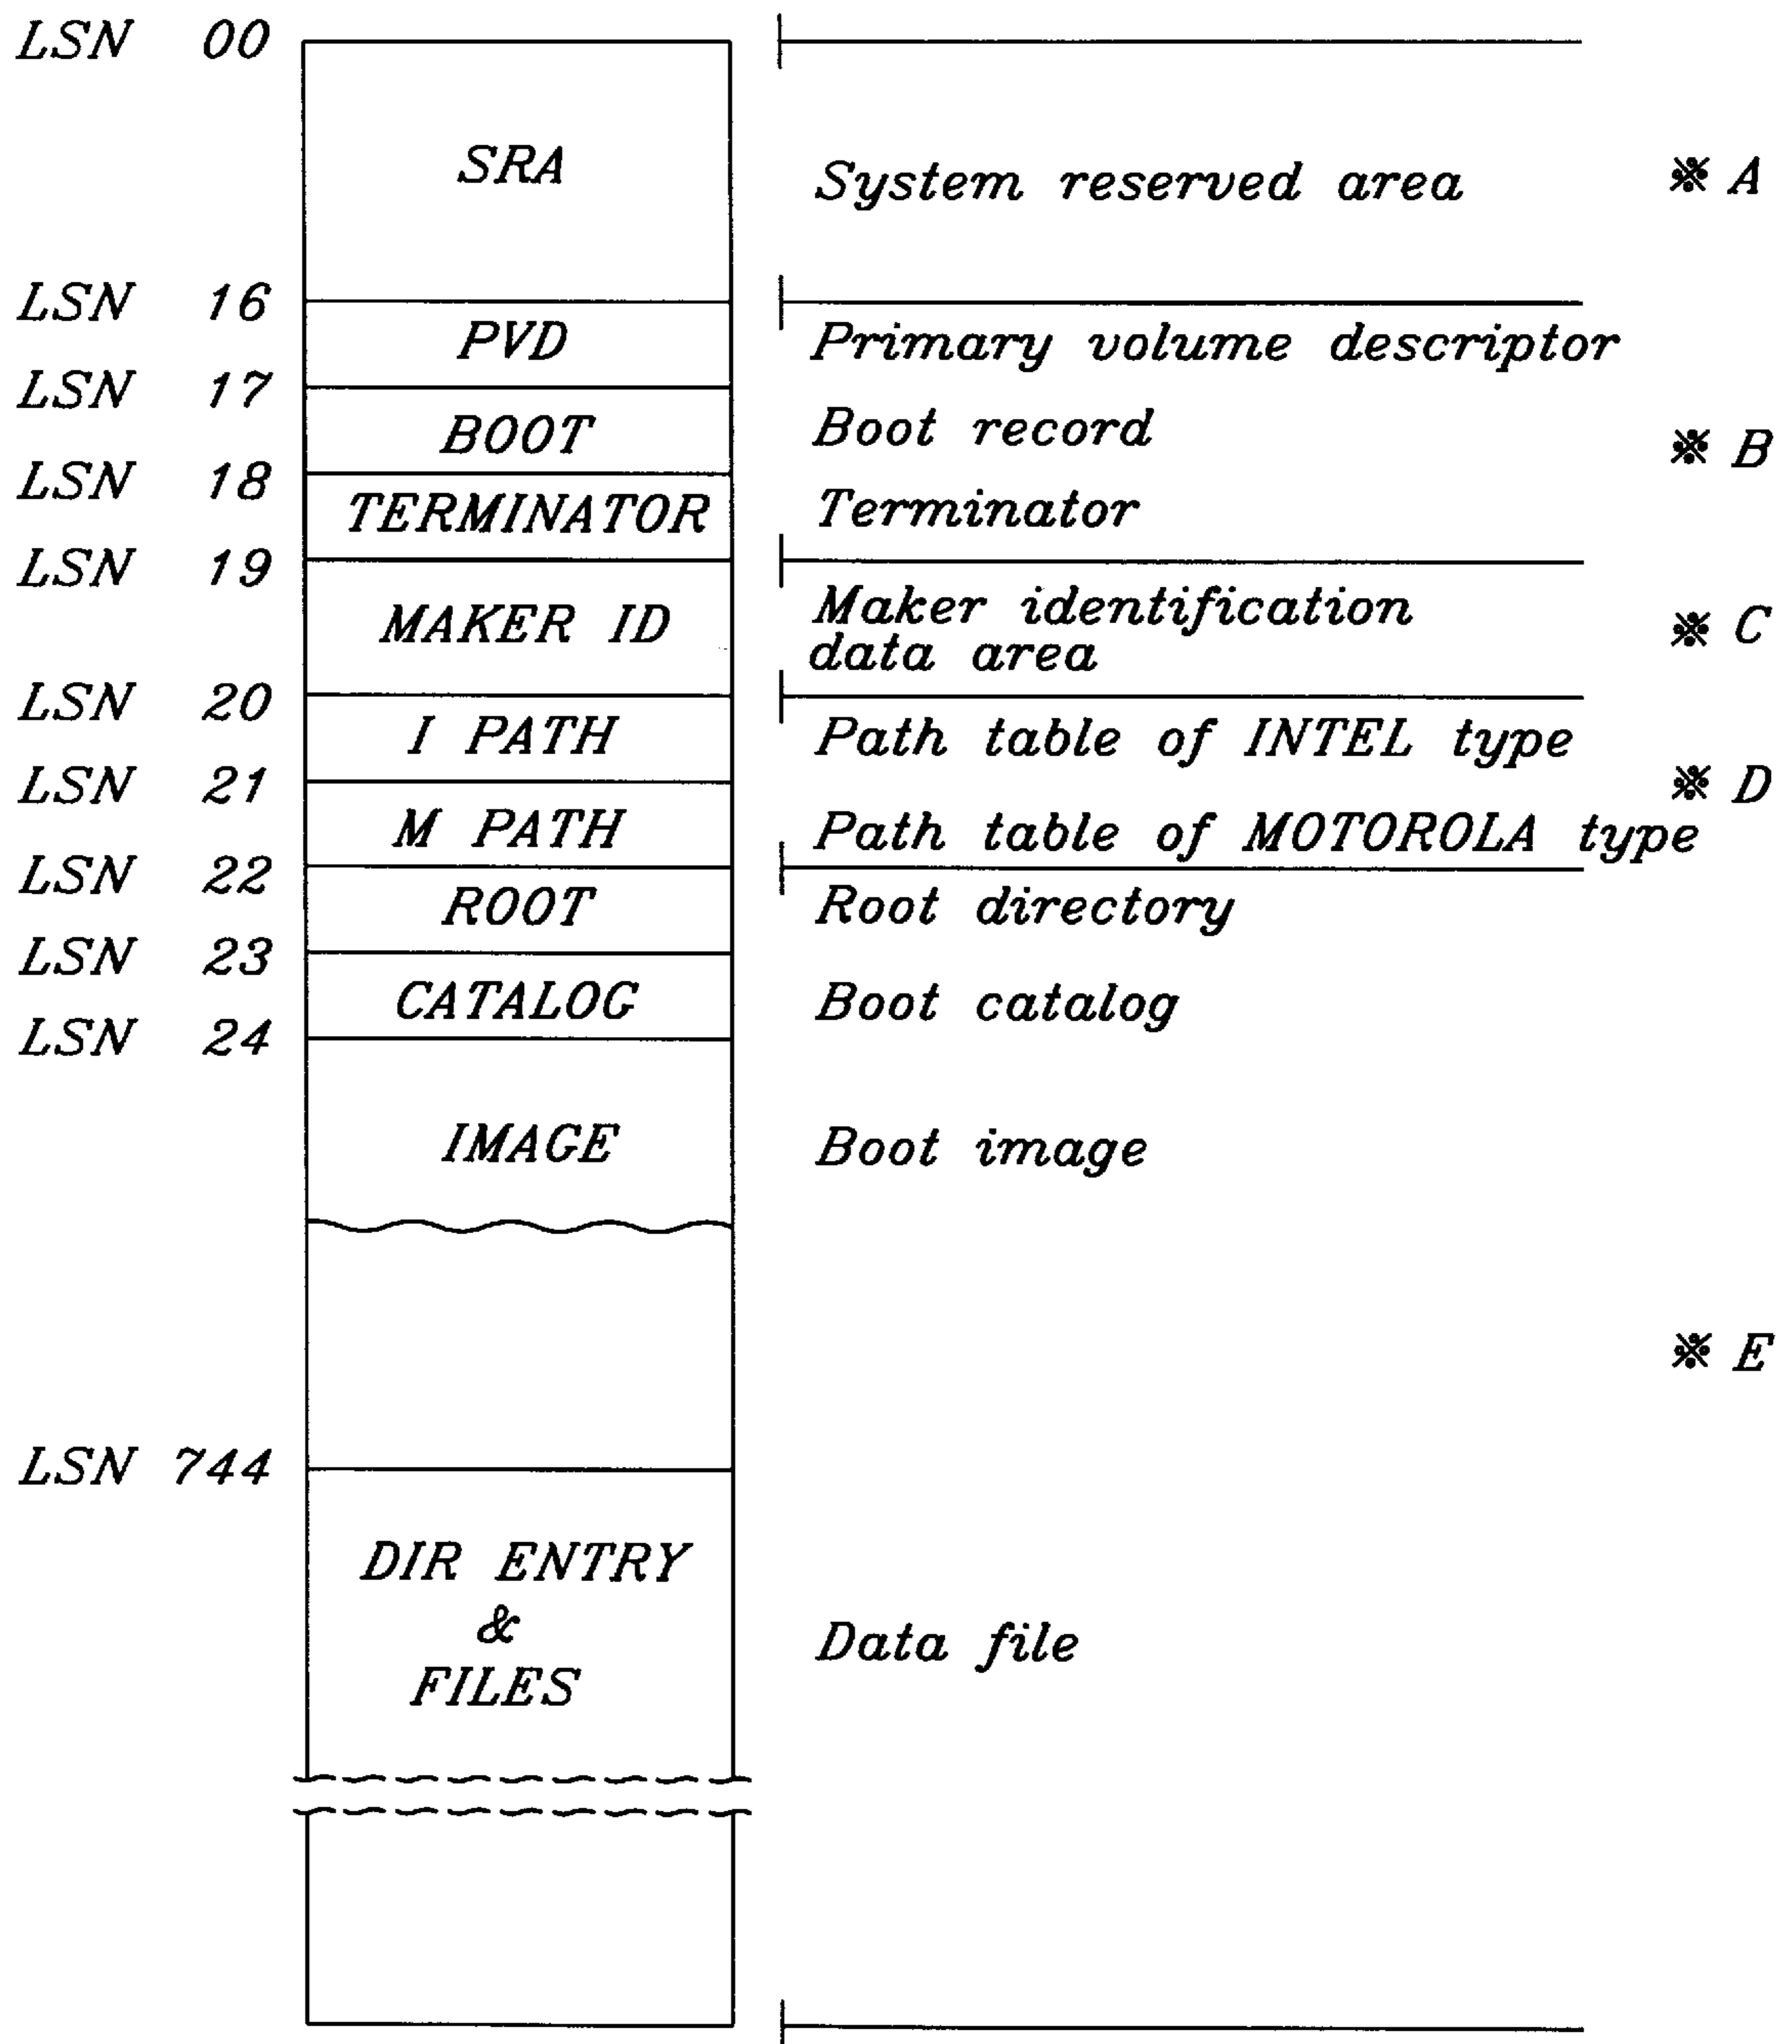 LSN 00
SRA
System reserved area
※ A
LSN 16
PVD
Primary volume descriptor
LSN 17
BOOT
Boot record
※ B
LSN 18
TERMINATOR
Terminator
LSN 19
MAKER ID
Maker identification
data area
※ C
LSN 20
I PATH
Path table of INTEL type
LSN 21
※ D
M PATH
Path table of MOTOROLA type
LSN 22
ROOT
Root directory
LSN 23
CATALOG
Boot catalog
LSN 24
IMAGE
Boot image
※ E
LSN 744
DIR ENTRY
&
FILES
Data file